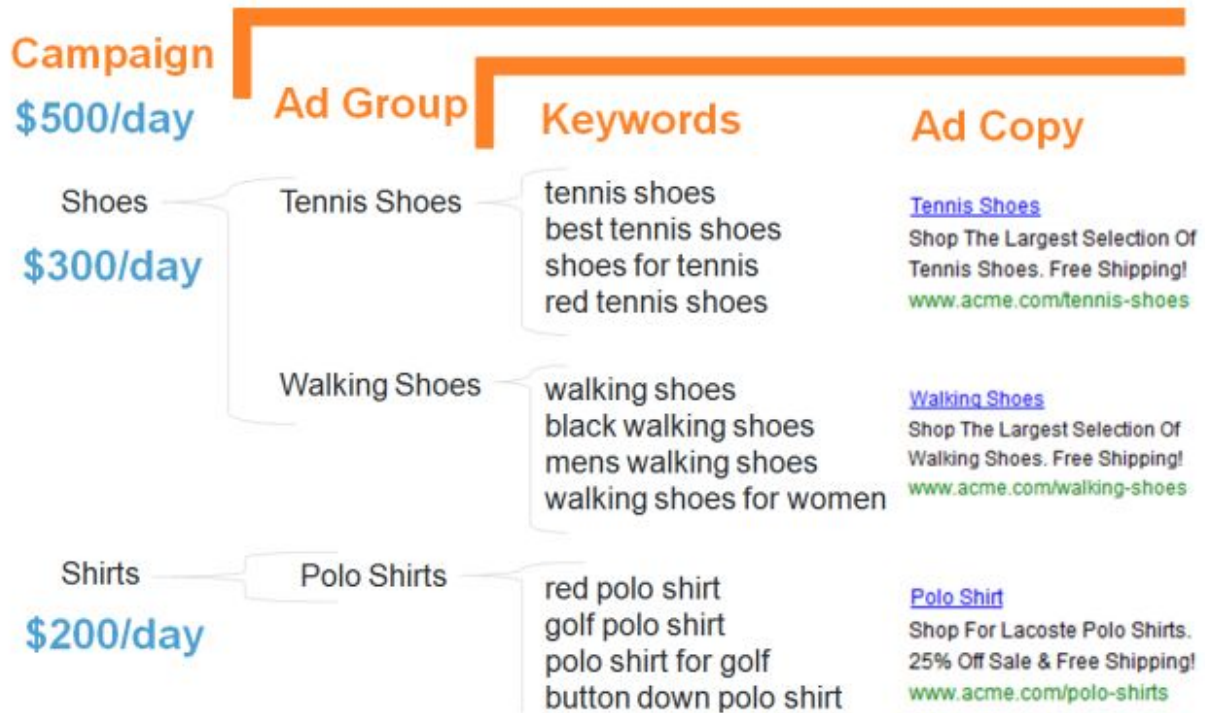 Campaign
$500/day
Ad Group
Keywords
Ad Copy
Shoes
$300/day
Tennis Shoes
tennis shoes
best tennis shoes
shoes for tennis
red tennis shoes
Tennis Shoes
Shop The Largest Selection Of
Tennis Shoes. Free Shipping!
www.acme.com/tennis-shoes
Walking Shoes
walking shoes
black walking shoes
mens walking shoes
walking shoes for women
Walking Shoes
Shop The Largest Selection Of
Walking Shoes. Free Shipping!
www.acme.com/walking-shoes
Shirts
$200/day
Polo Shirts
red polo shirt
golf polo shirt
polo shirt for golf
button down polo shirt
Polo Shirt
Shop For Lacoste Polo Shirts.
25% Off Sale & Free Shipping!
www.acme.com/polo-shirts